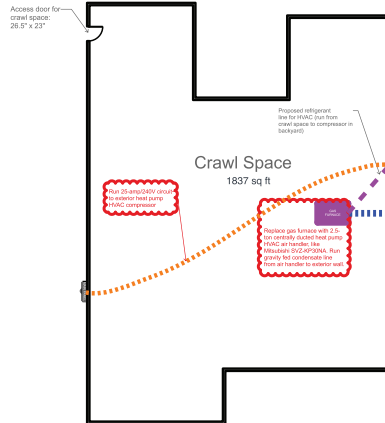 Access door for
crawl space:
26.5" x 23"
Proposed refrigerant
line for HVAC (run from
crawl space to compressor in
backyard)
Crawl Space
1837 sq ft
Run 25-amp/240V circuit
to exterior heat pump
HVAC compressor
GAS
FURNACE
Replace gas furnace with 2.5-
ton centrally ducted heat pump
HVAC air handler, like
Mitsubishi SVZ-KP30NA. Run
gravity fed condensate line
from air handler to exterior wall.